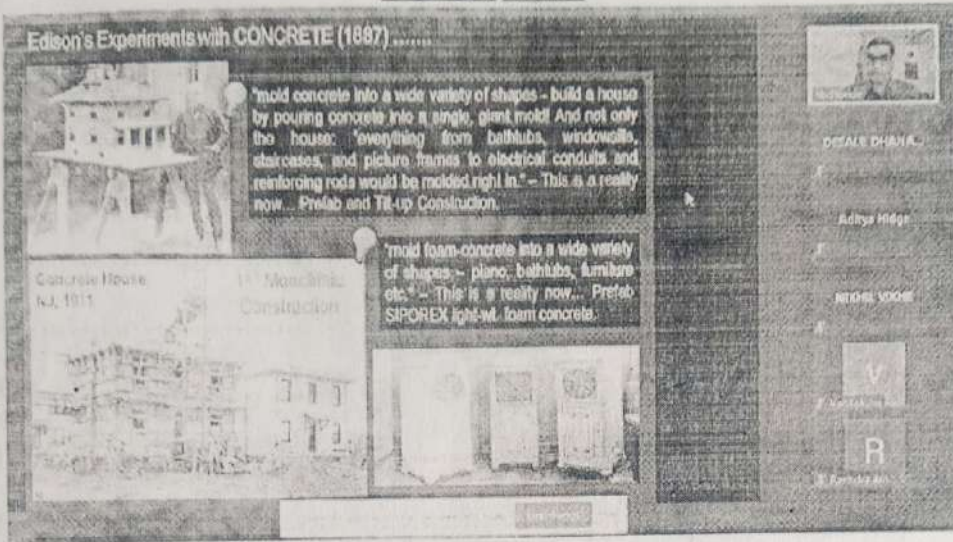 Edison's Experiments with CONCRETE (1887) .......
"mold concrete into a wide variety of shapes - build a house
by pouring concrete into a single, giant mold! And not only
the house: "everything from bathtubs, windowsills,
staircases, and picture frames to electrical conduits and
reinforcing rods would be molded right in." – This is a reality
now... Prefab and Tilt-up Construction.
"mold foam-concrete into a wide variety
of shapes - piano, bathtubs, furniture
etc." – This is a reality now... Prefab
SIPOREX light-wt. foam concrete.
Concrete House
NJ, 1911
Monolithic
Construction
Aditya Hidge
V
R